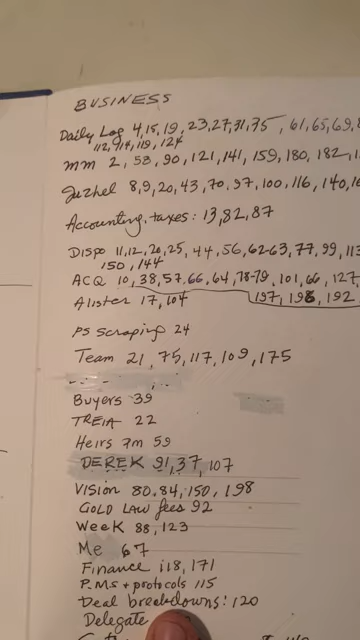 BUSINESS
Daily Log 4,15,19,23,27,31,75, 61,65,69,
112,114,119,124
MM 2, 58, 90, 121, 141, 159, 180, 182,
8,9,20,43,70,97,100,116,140,
Accounting, taxes: 13,82,87
Dispo 11,12,20,25, 44,56,62-63,77,99,113
150,144
ACQ 10,38,57,66,64,78-79,101,66,127,
Alister 17,104
197, 192
PS Scraping 24
Team 21, 75,117,109,175
Buyers 39
TREIA 22
Heirs 7m 59
DEREK 91,37,107
Vision 80.84,150,198
GOLD LAW fees 92
Week 88,123
Me 67
Finance 118,171
P.Ms + protocols 115
Deal breakdowns: 120
Delegate